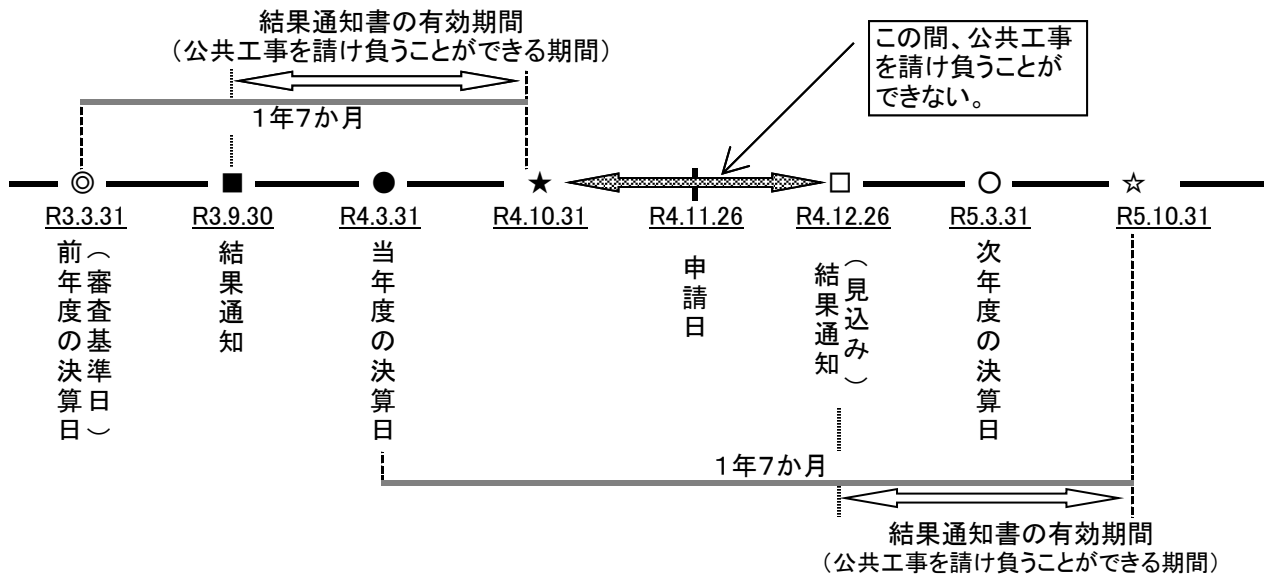 結果通知書の有効期間
（公共工事を請け負うことができる期間）
この間、公共工事
を請け負うことが
できない。
1年7か月
R3.3.31
R3.9.30
R4.3.31
R4.10.31
R4.11.26
R4.12.26
R5.3.31
R5.10.31
前年度の決算日
（審査基準日）
結果通知
当年度の決算日
申請日
結果通知
（見込み）
次年度の決算日
1年7か月
結果通知書の有効期間
（公共工事を請け負うことができる期間）